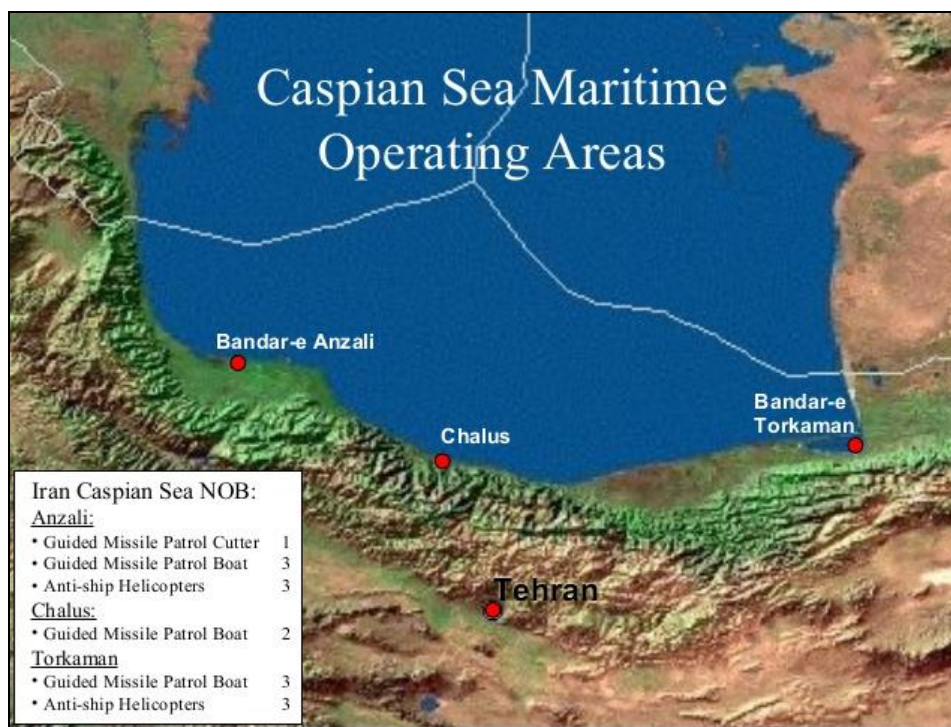 Caspian Sea Maritime
Operating Areas
Bandar-e Anzali
Chalus
Bandar-e
Torkaman
Tehran
Iran Caspian Sea NOB:
Anzali:
• Guided Missile Patrol Cutter 1
• Guided Missile Patrol Boat 3
• Anti-ship Helicopters 3
Chalus:
• Guided Missile Patrol Boat 2
Torkaman
• Guided Missile Patrol Boat 3
• Anti-ship Helicopters 3